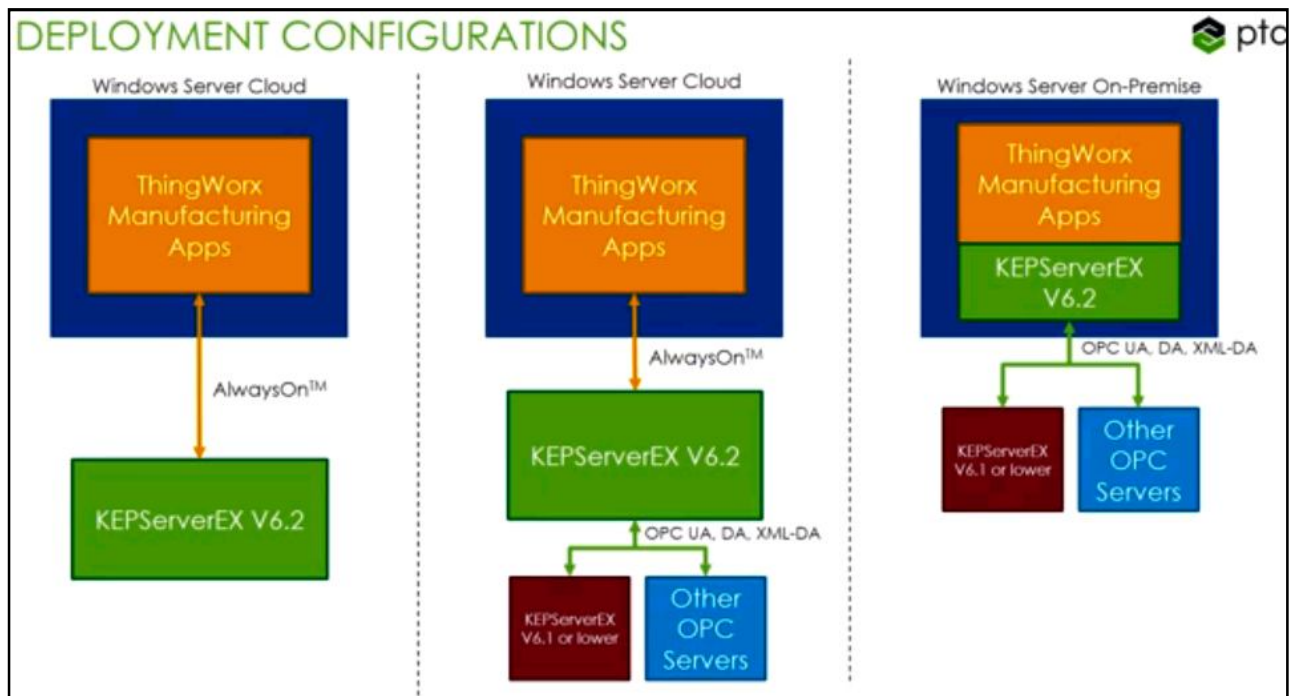 DEPLOYMENT CONFIGURATIONS
ptc
Windows Server Cloud
ThingWorx
Manufacturing
Apps
AlwaysOn™
KEPServerEX V6.2
Windows Server Cloud
ThingWorx
Manufacturing
Apps
AlwaysOn™
KEPServerEX V6.2
OPC UA, DA, XML-DA
KEPServerEX
V6.1 or lower
Other
OPC
Servers
Windows Server On-Premise
ThingWorx
Manufacturing
Apps
KEPServerEX
V6.2
OPC UA, DA, XML-DA
KEPServerEX
V6.1 or lower
Other
OPC
Servers